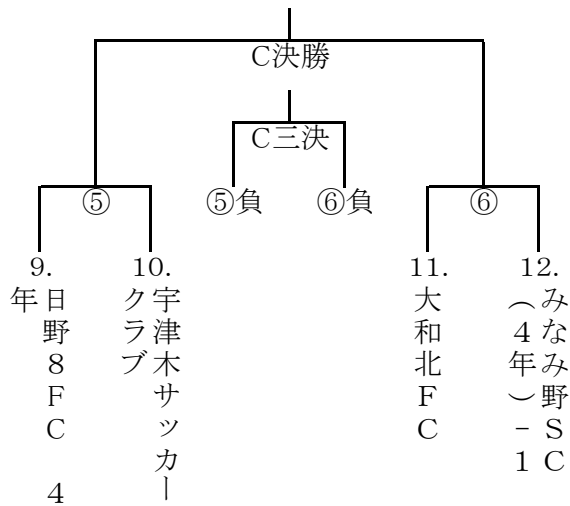 C決勝
C三決
⑤
⑤負
⑥負
⑥
9.
10.
11.
12.
日野8FC　4
年
宇津木サッカー
クラブ
大和北FC
みなみ野SC
(4年)-1